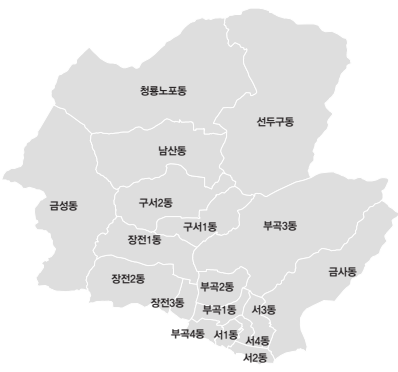 청룡노포동
선두구동
남산동
금성동
구서2동
구서1동
부곡3동
장전1동
금사동
장전2동
부곡2동
장전3동
부곡1동
서3동
부곡4동
서1동
서4동
서2동